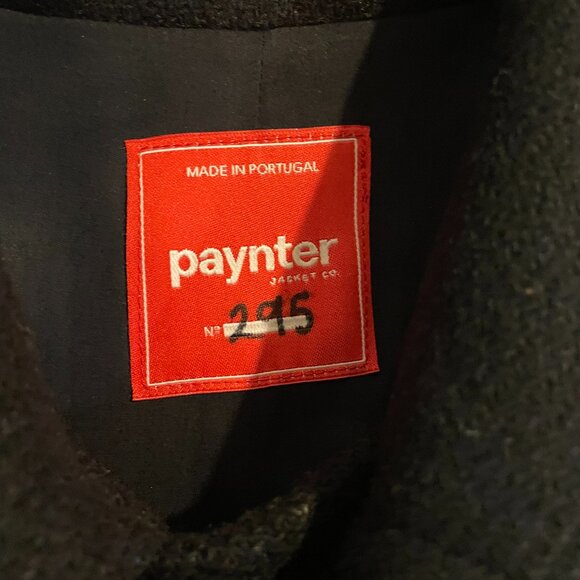 MADE IN PORTUGAL
paynter
JACKET CO.
Nº 295